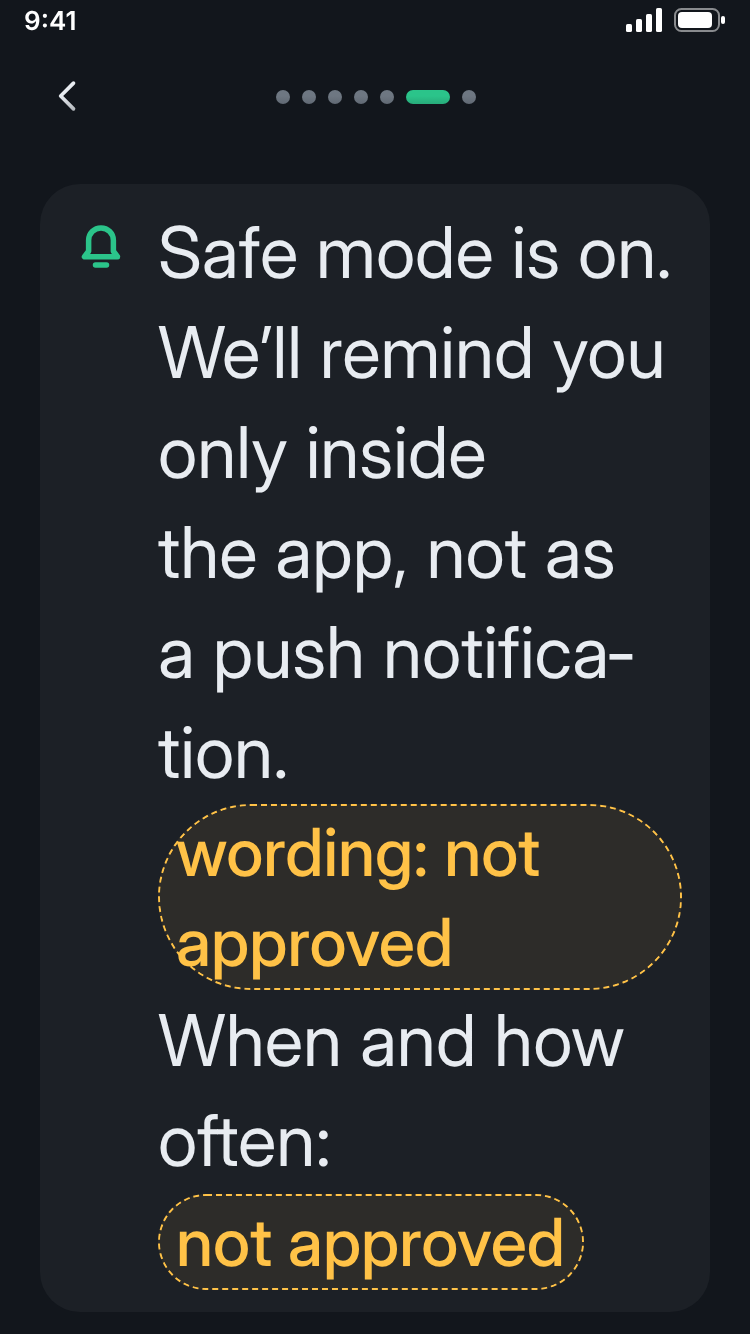 9:41
Safe mode is on.
We’ll remind you
only inside
the app, not as
a push notifica-
tion.
wording: not
approved
When and how
often:
not approved